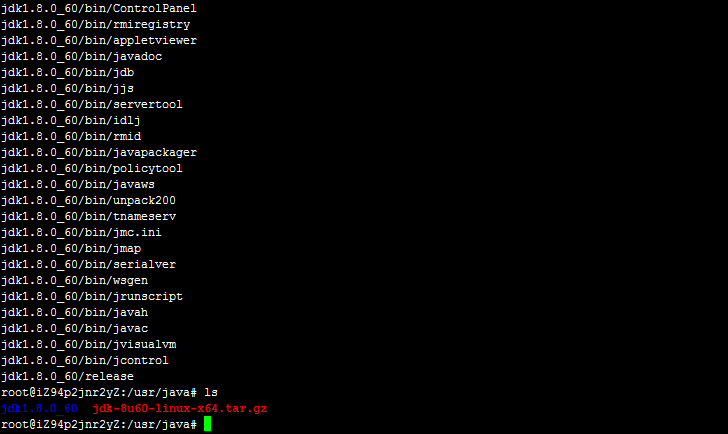 jdk1.8.0_60/bin/ControlPanel
jdk1.8.0_60/bin/rmiregistry
jdk1.8.0_60/bin/appletviewer
jdk1.8.0_60/bin/javadoc
jdk1.8.0_60/bin/jdb
jdk1.8.0_60/bin/jjs
jdk1.8.0_60/bin/servertool
jdk1.8.0_60/bin/idlj
jdk1.8.0_60/bin/rmid
jdk1.8.0_60/bin/javapackager
jdk1.8.0_60/bin/policytool
jdk1.8.0_60/bin/javaws
jdk1.8.0_60/bin/unpack200
jdk1.8.0_60/bin/tnameserv
jdk1.8.0_60/bin/jmc.ini
jdk1.8.0_60/bin/jmap
jdk1.8.0_60/bin/serialver
jdk1.8.0_60/bin/wsgen
jdk1.8.0_60/bin/jrunscript
jdk1.8.0_60/bin/javah
jdk1.8.0_60/bin/javac
jdk1.8.0_60/bin/jvisualvm
jdk1.8.0_60/bin/jcontrol
jdk1.8.0_60/release
root@iZ94p2jnr2yZ:/usr/java# ls
jdk1.8.0_60  jdk-8u60-linux-x64.tar.gz
root@iZ94p2jnr2yZ:/usr/java#